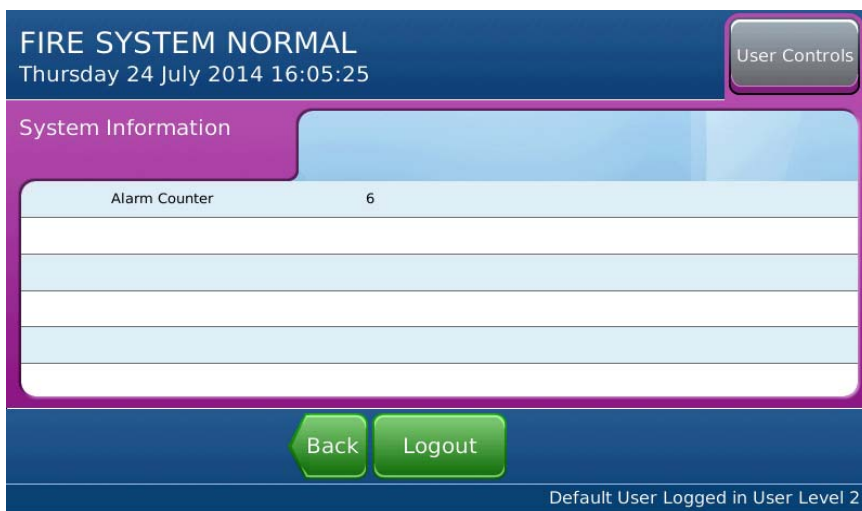 FIRE SYSTEM NORMAL
Thursday 24 July 2014 16:05:25
User Controls
System Information
Alarm Counter 6
Back
Logout
Default User Logged in User Level 2